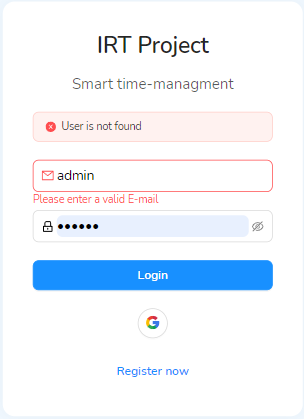 IRT Project
Smart time-managment
User is not found
admin
Please enter a valid E-mail
••••••
Login
Register now